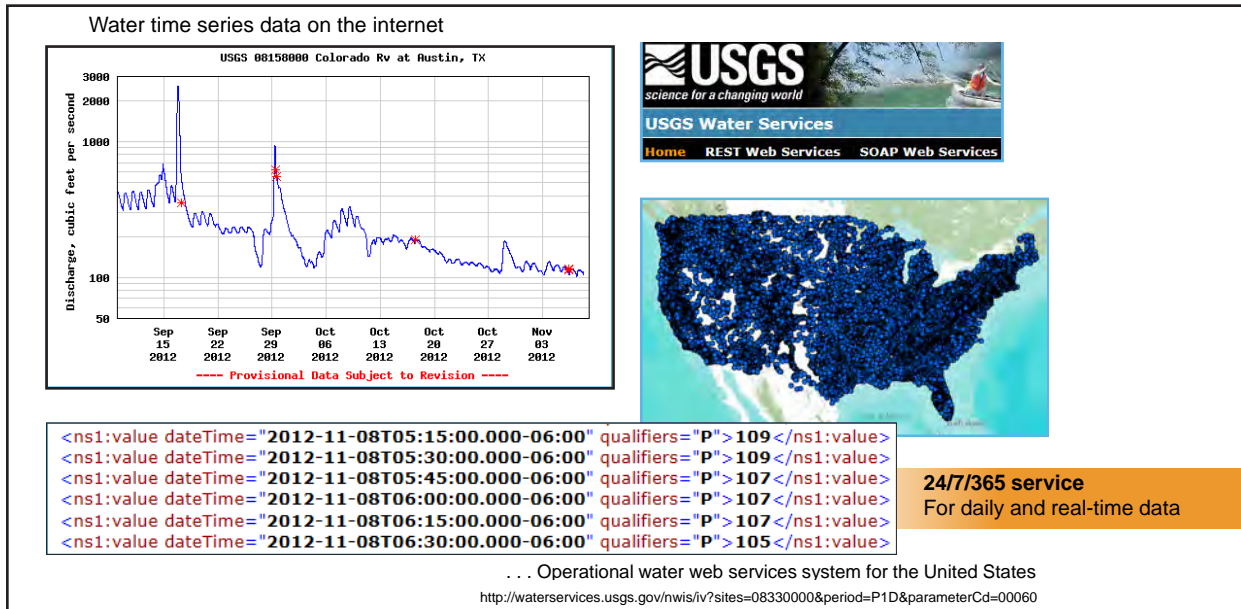 Water time series data on the internet
USGS 08158000 Colorado Rv at Austin, TX
Discharge, cubic feet per second
3000
2000
1000
100
50
Sep Sep Sep Oct Oct Oct Oct Nov
15 22 29 06 13 20 27 03
2012 2012 2012 2012 2012 2012 2012 2012
---- Provisional Data Subject to Revision ----
USGS
science for a changing world
USGS Water Services
Home REST Web Services SOAP Web Services
<ns1:value dateTime="2012-11-08T05:15:00.000-06:00" qualifiers="P">109</ns1:value>
<ns1:value dateTime="2012-11-08T05:30:00.000-06:00" qualifiers="P">109</ns1:value>
<ns1:value dateTime="2012-11-08T05:45:00.000-06:00" qualifiers="P">107</ns1:value>
<ns1:value dateTime="2012-11-08T06:00:00.000-06:00" qualifiers="P">107</ns1:value>
<ns1:value dateTime="2012-11-08T06:15:00.000-06:00" qualifiers="P">107</ns1:value>
<ns1:value dateTime="2012-11-08T06:30:00.000-06:00" qualifiers="P">105</ns1:value>
24/7/365 service
For daily and real-time data
. . . Operational water web services system for the United States
http://waterservices.usgs.gov/nwis/iv?sites=08330000&period=P1D&parameterCd=00060